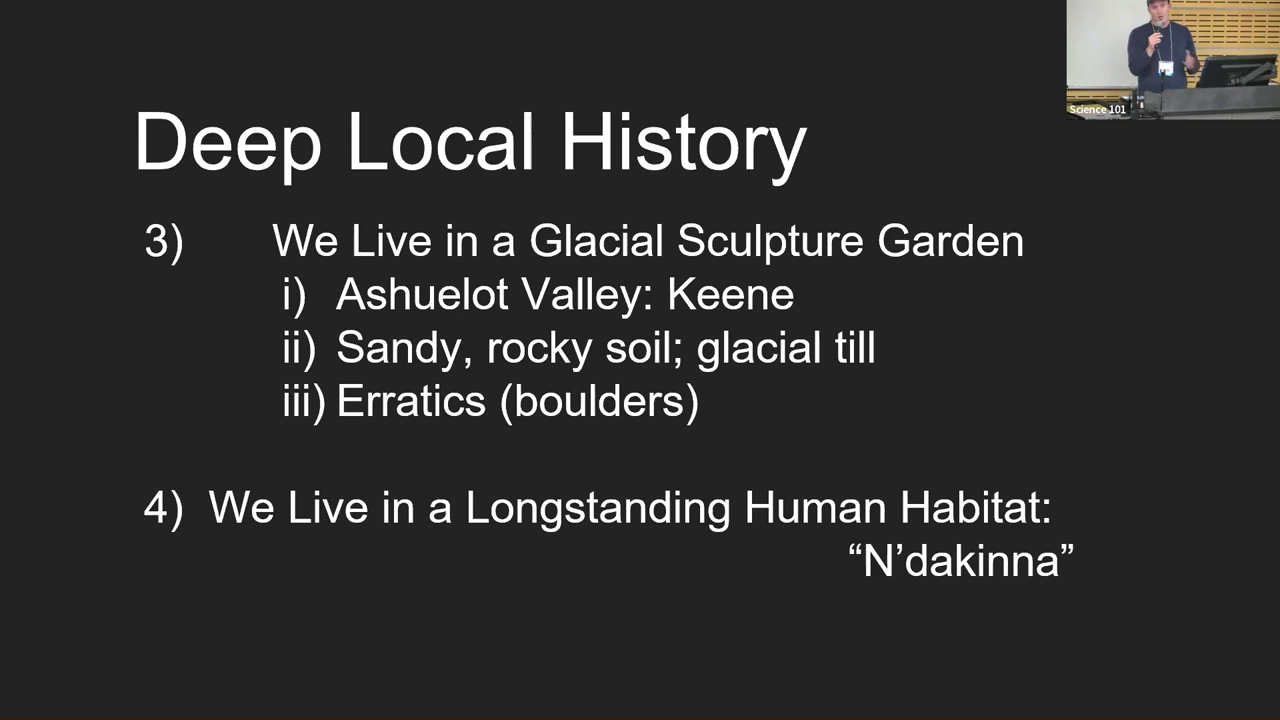 Science 101
Deep Local History
3) We Live in a Glacial Sculpture Garden
i) Ashuelot Valley: Keene
ii) Sandy, rocky soil; glacial till
iii) Erratics (boulders)
4) We Live in a Longstanding Human Habitat:
“N’dakinna”